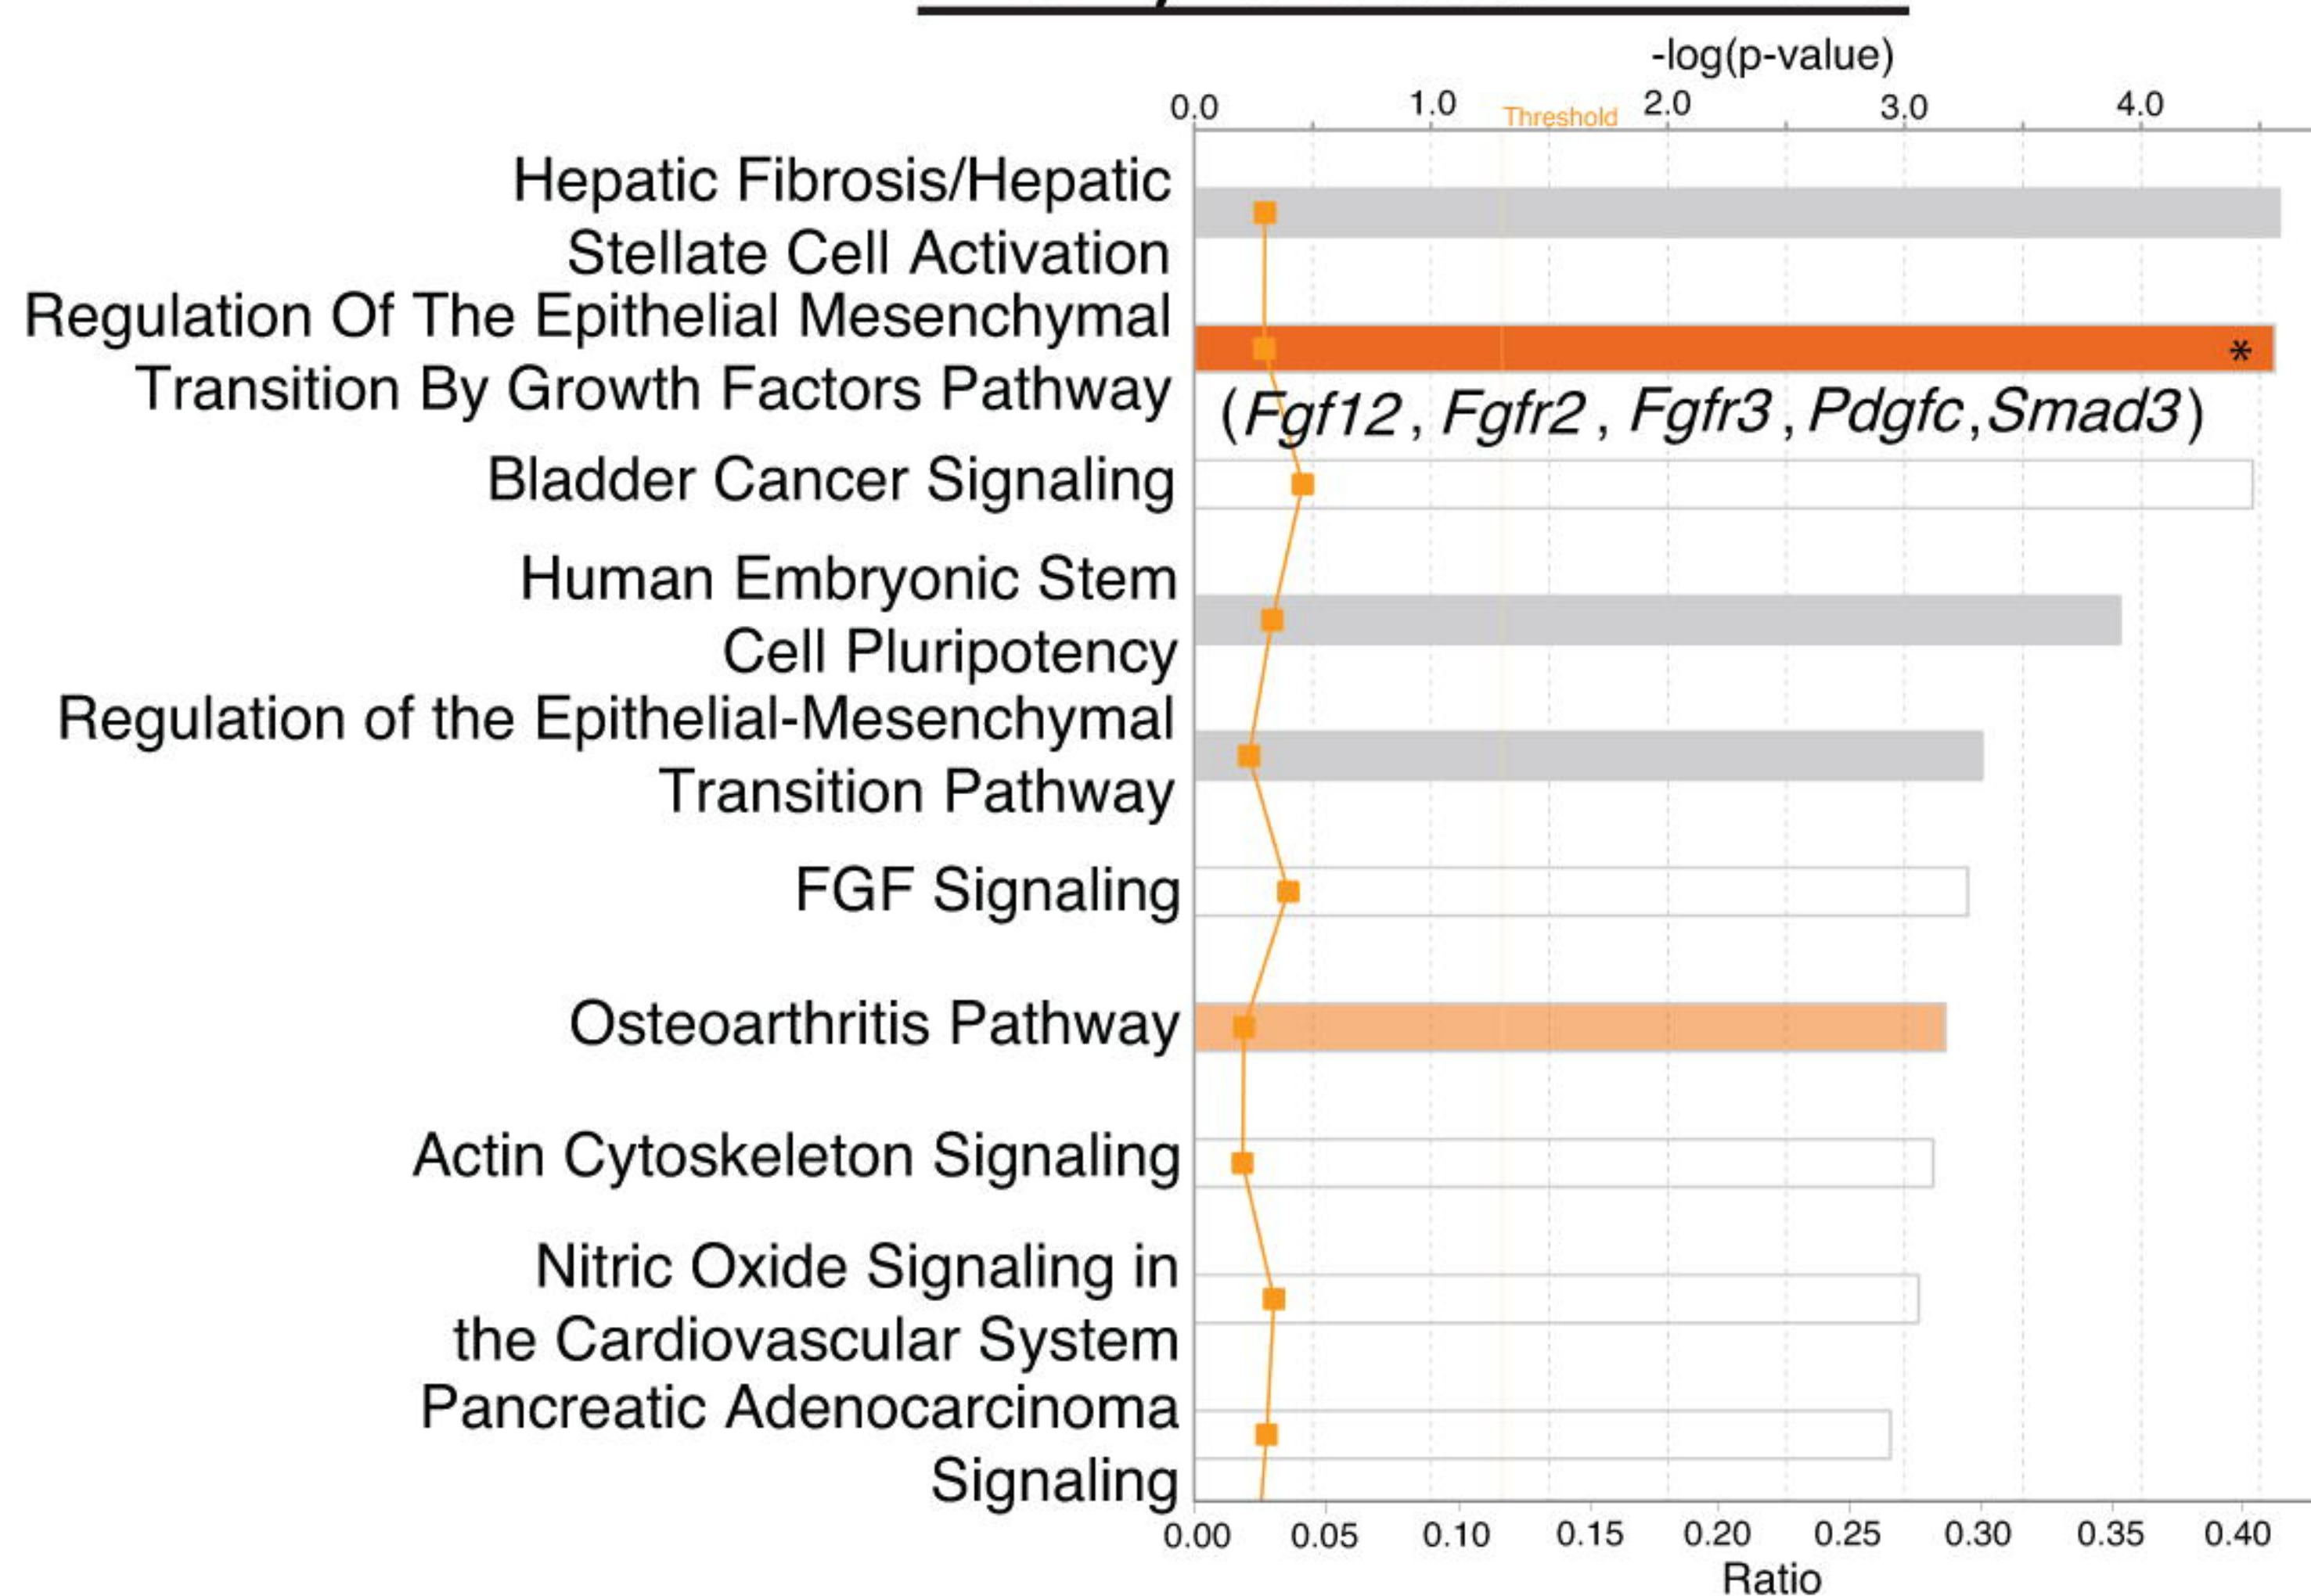 -log(p-value)
0.0 1.0 Threshold 2.0 3.0 4.0
Hepatic Fibrosis/Hepatic
Stellate Cell Activation
Regulation Of The Epithelial Mesenchymal
*
Transition By Growth Factors Pathway
(Fgf12, Fgfr2, Fgfr3, Pdgfc, Smad3)
Bladder Cancer Signaling
Human Embryonic Stem
Cell Pluripotency
Regulation of the Epithelial-Mesenchymal
Transition Pathway
FGF Signaling
Osteoarthritis Pathway
Actin Cytoskeleton Signaling
Nitric Oxide Signaling in
the Cardiovascular System
Pancreatic Adenocarcinoma
Signaling
0.00 0.05 0.10 0.15 0.20 0.25 0.30 0.35 0.40
Ratio